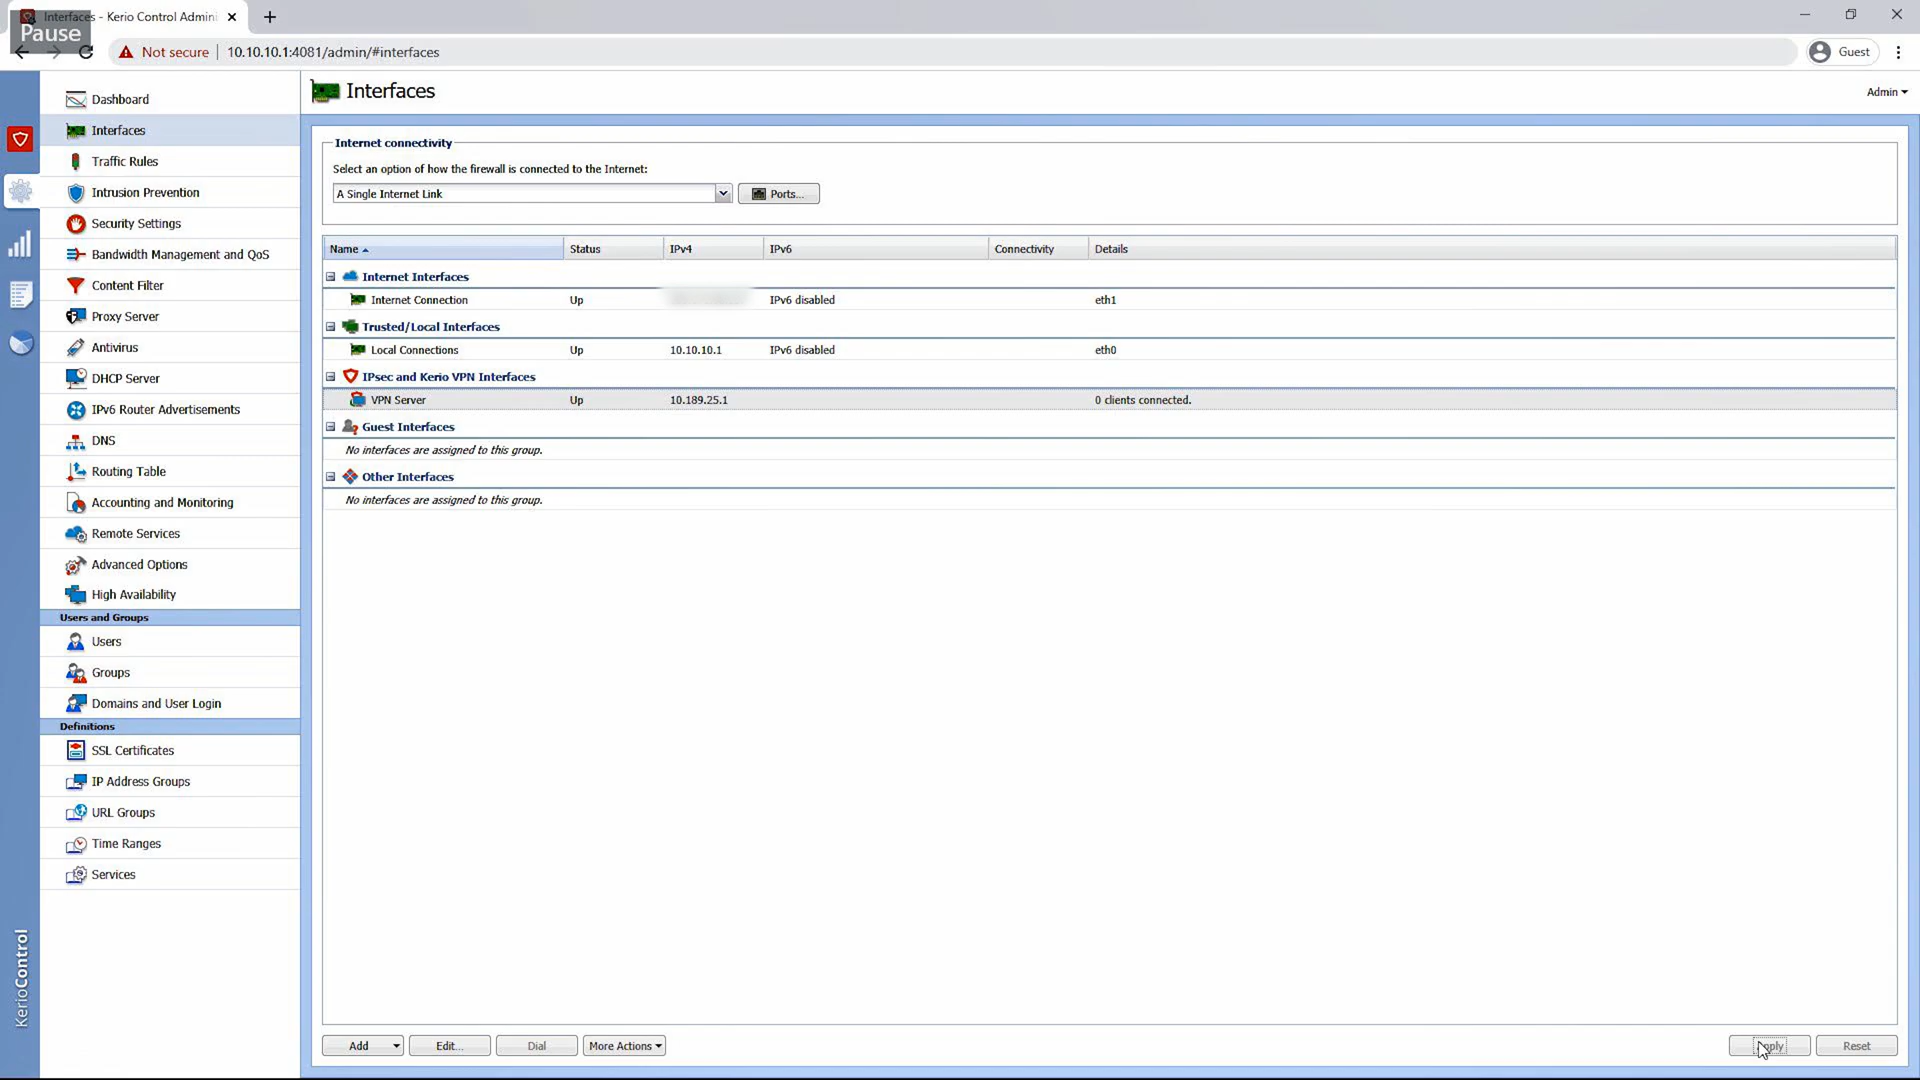 Interfaces - Kerio Control Admini
Pause
Not secure
10.10.10.1:4081/admin/#interfaces
Guest
Dashboard
Interfaces
Traffic Rules
Intrusion Prevention
Security Settings
Bandwidth Management and QoS
Content Filter
Proxy Server
Antivirus
DHCP Server
IPv6 Router Advertisements
DNS
Routing Table
Accounting and Monitoring
Remote Services
Advanced Options
High Availability
Users and Groups
Users
Groups
Domains and User Login
Definitions
SSL Certificates
IP Address Groups
URL Groups
Time Ranges
Services
KerioControl
Interfaces
Admin
Internet connectivity
Select an option of how the firewall is connected to the Internet:
A Single Internet Link
Ports...
Name Status IPv4 IPv6 Connectivity Details
Internet Interfaces
Internet Connection Up IPv6 disabled eth1
Trusted/Local Interfaces
Local Connections Up 10.10.10.1 IPv6 disabled eth0
IPsec and Kerio VPN Interfaces
VPN Server Up 10.189.25.1 0 clients connected.
Guest Interfaces
No interfaces are assigned to this group.
Other Interfaces
No interfaces are assigned to this group.
Add Edit... Dial More Actions
Reset